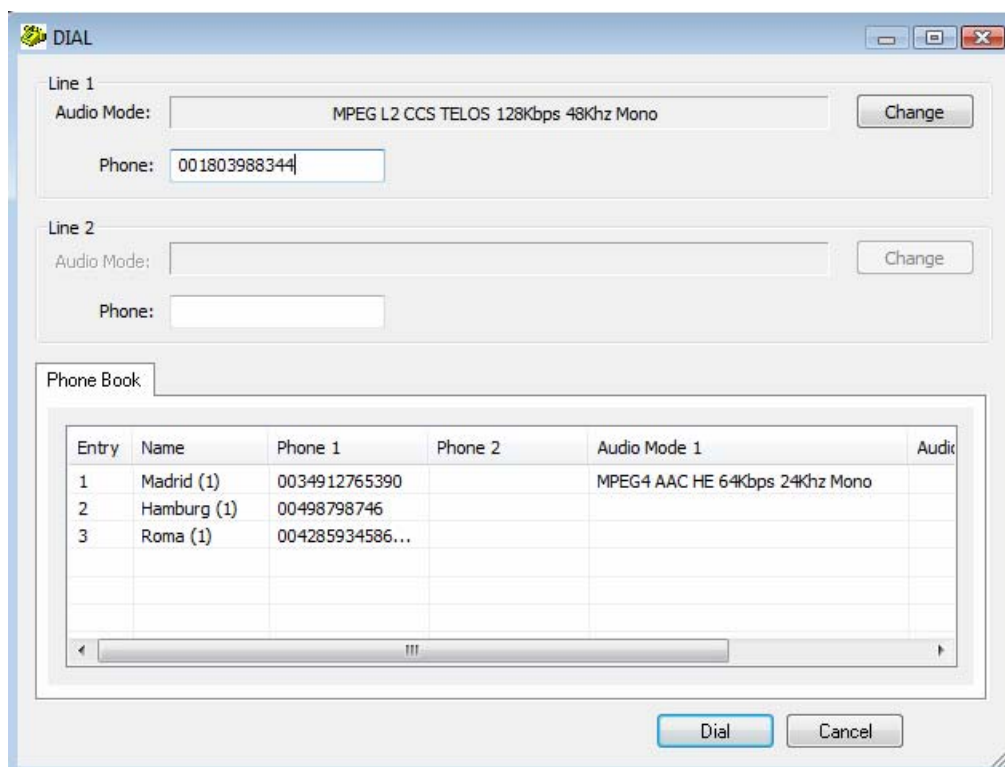 DIAL
Line 1
Audio Mode: MPEG L2 CCS TELOS 128Kbps 48Khz Mono Change
Phone: 001803988344
Line 2
Audio Mode: Change
Phone:
Phone Book
Entry Name Phone 1 Phone 2 Audio Mode 1 Audio
1 Madrid (1) 0034912765390 MPEG4 AAC HE 64Kbps 24Khz Mono
2 Hamburg (1) 00498798746
3 Roma (1) 004285934586...
Dial Cancel